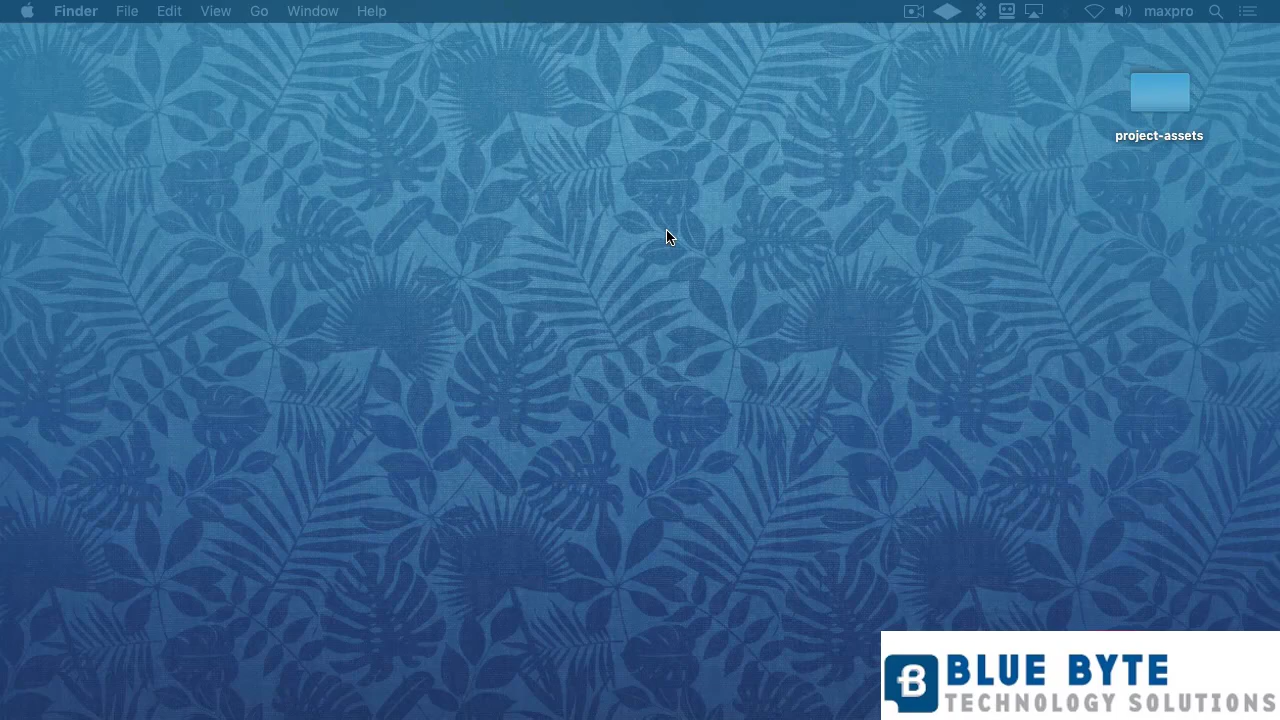 Finder File Edit View Go Window Help maxpro
project-assets
BLUE BYTE
TECHNOLOGY SOLUTIONS